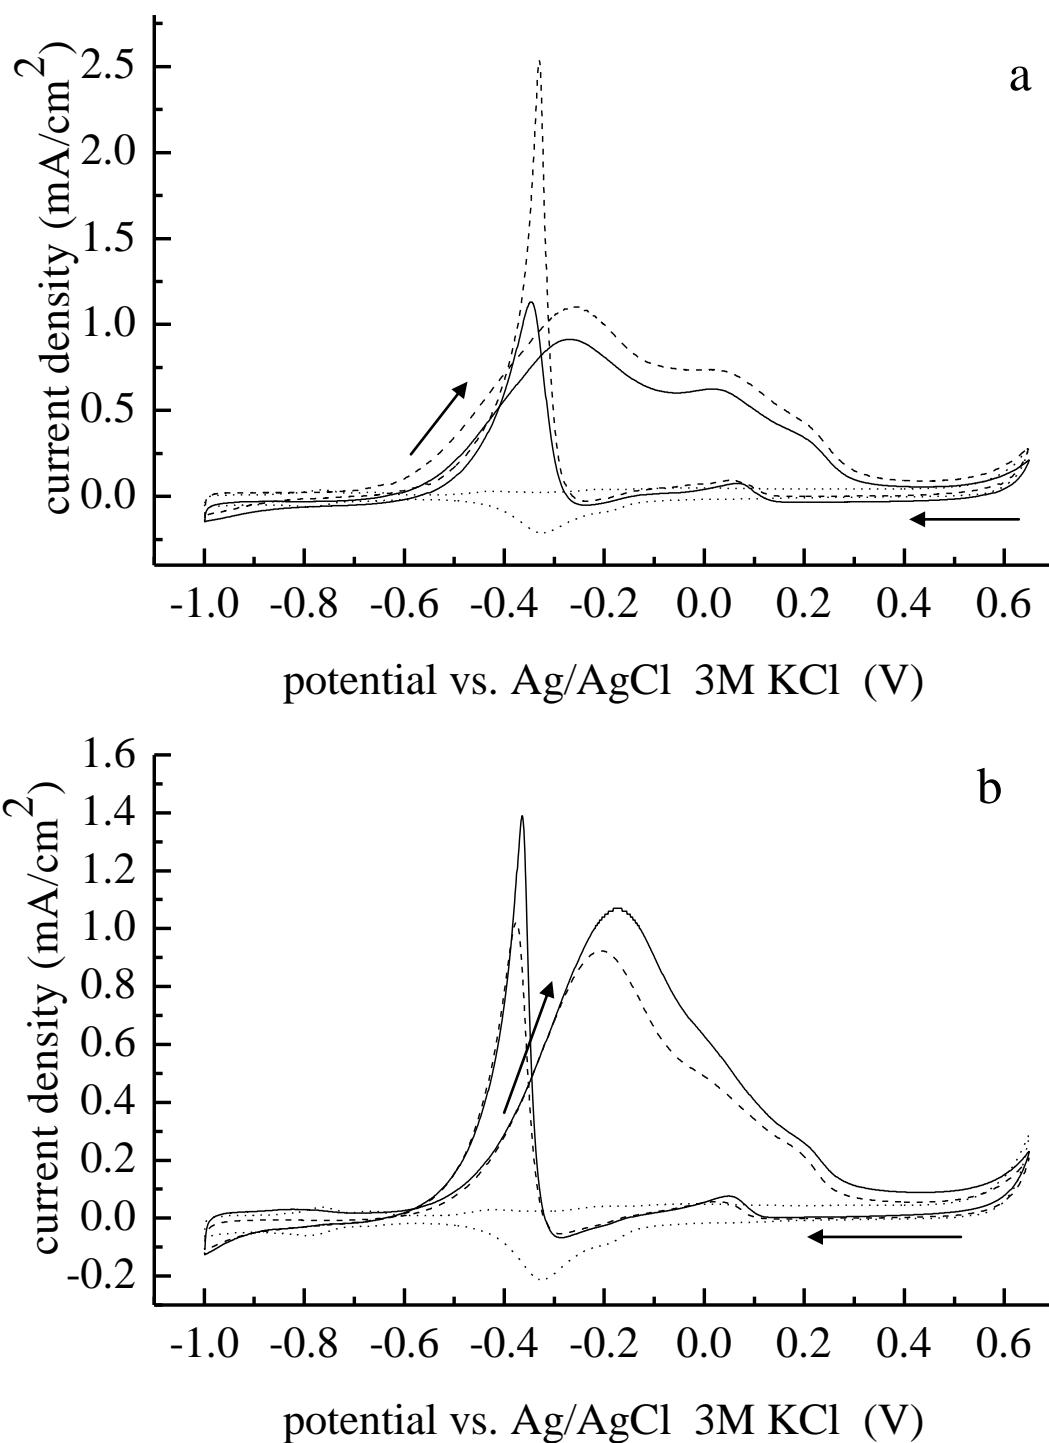 a
current density (mA/cm²)
2.5
2.0
1.5
1.0
0.5
0.0
-1.0 -0.8 -0.6 -0.4 -0.2 0.0 0.2 0.4 0.6
potential vs. Ag/AgCl 3M KCl (V)
b
current density (mA/cm²)
1.6
1.4
1.2
1.0
0.8
0.6
0.4
0.2
0.0
-0.2
-1.0 -0.8 -0.6 -0.4 -0.2 0.0 0.2 0.4 0.6
potential vs. Ag/AgCl 3M KCl (V)